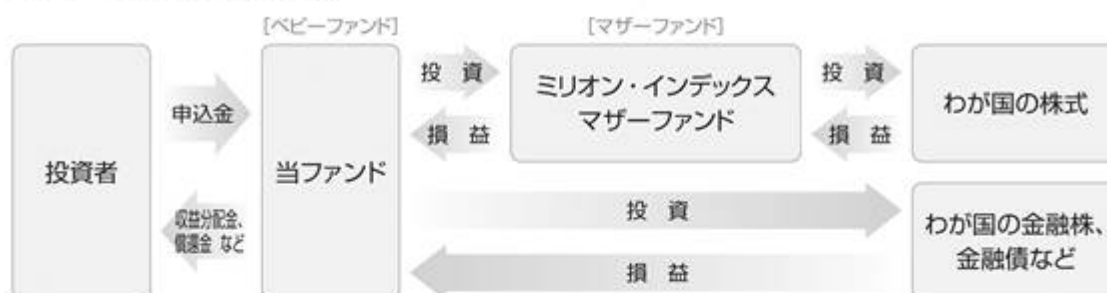 [ベビーファンド]
[マザーファンド]
投資者
申込金
収益分配金、
償還金 など
当ファンド
投 資
損 益
ミリオン・インデックス
マザーファンド
投 資
損 益
わが国の株式
投 資
損 益
わが国の金融株、
金融債など